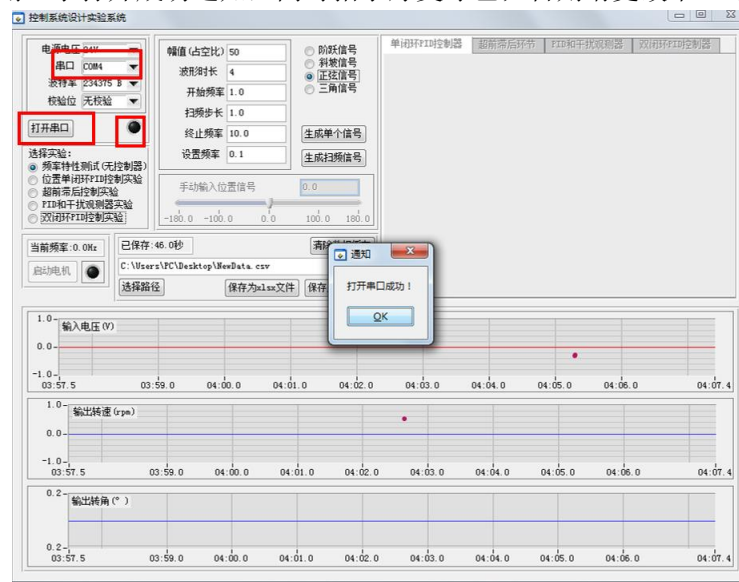 控制系统设计实验系统
电源电压 24V
串口 COM4
波特率 234375 B
校验位 无校验
打开串口
选择实验:
频率特性测试(无控制器)
位置单闭环PID控制实验
超前滞后控制实验
PID和干扰观测器实验
双闭环PID控制实验
幅值(占空比) 50
波形时长 4
开始频率 1.0
扫频步长 1.0
终止频率 10.0
设置频率 0.1
阶跃信号
斜坡信号
正弦信号
三角信号
生成单个信号
生成扫频信号
手动输入位置信号 0.0
-180.0 -100.0 0.0 100.0 180.0
单闭环PID控制器 超前滞后环节 PID和干扰观测器 双闭环PID控制器
当前频率:0.0Hz
启动电机
已保存:46.0秒
C:\Users\PC\Desktop\NewData.csv
选择路径 保存为xlsx文件 保存
通知
打开串口成功！
OK
输入电压(V)
1.0
0.0
-1.0
03:57.5 03:59.0 04:00.0 04:01.0 04:02.0 04:03.0 04:04.0 04:05.0 04:06.0 04:07.4
输出转速(rpm)
1.0
0.0
-1.0
03:57.5 03:59.0 04:00.0 04:01.0 04:02.0 04:03.0 04:04.0 04:05.0 04:06.0 04:07.4
输出转角(°)
0.2
0.2
03:57.5 03:59.0 04:00.0 04:01.0 04:02.0 04:03.0 04:04.0 04:05.0 04:06.0 04:07.4